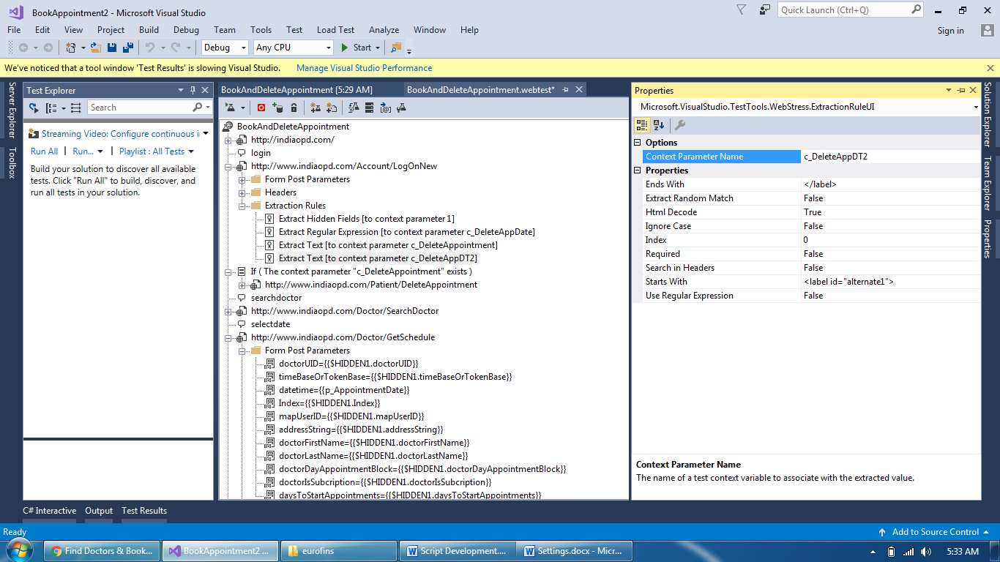 BookAppointment2 - Microsoft Visual Studio
Quick Launch (Ctrl+Q)
File Edit View Project Build Debug Team Tools Test Load Test Analyze Window Help
Sign in
Debug Any CPU Start
We've noticed that a tool window 'Test Results' is slowing Visual Studio. Manage Visual Studio Performance
Server Explorer
Toolbox
Test Explorer
Search
Streaming Video: Configure continuous i
Run All | Run... | Playlist : All Tests
Build your solution to discover all available
tests. Click "Run All" to build, discover, and
run all tests in your solution.
BookAndDeleteAppointment [5:29 AM]
BookAndDeleteAppointment.webtest*
BookAndDeleteAppointment
http://indiaopd.com/
login
http://www.indiaopd.com/Account/LogOnNew
Form Post Parameters
Headers
Extraction Rules
Extract Hidden Fields [to context parameter 1]
Extract Regular Expression [to context parameter c_DeleteAppDate]
Extract Text [to context parameter c_DeleteAppointment]
Extract Text [to context parameter c_DeleteAppDT2]
If ( The context parameter "c_DeleteAppointment" exists )
http://www.indiaopd.com/Patient/DeleteAppointment
searchdoctor
http://www.indiaopd.com/Doctor/SearchDoctor
selectdate
http://www.indiaopd.com/Doctor/GetSchedule
Form Post Parameters
doctorUID={{$HIDDEN1.doctorUID}}
timeBaseOrTokenBase={{$HIDDEN1.timeBaseOrTokenBase}}
datetime={{p_AppointmentDate}}
Index={{$HIDDEN1.Index}}
mapUserID={{$HIDDEN1.mapUserID}}
addressString={{$HIDDEN1.addressString}}
doctorFirstName={{$HIDDEN1.doctorFirstName}}
doctorLastName={{$HIDDEN1.doctorLastName}}
doctorDayAppointmentBlock={{$HIDDEN1.doctorDayAppointmentBlock}}
doctorIsSubcription={{$HIDDEN1.doctorIsSubcription}}
daysToStartAppointments={{$HIDDEN1.daysToStartAppointments}}
Properties
Microsoft.VisualStudio.TestTools.WebStress.ExtractionRuleUI
Options
Context Parameter Name c_DeleteAppDT2
Properties
Ends With </label>
Extract Random Match False
Html Decode True
Ignore Case False
Index 0
Required False
Search in Headers False
Starts With <label id="alternate1">
Use Regular Expression False
Context Parameter Name
The name of a test context variable to associate with the extracted value.
Solution Explorer
Team Explorer
Properties
C# Interactive Output Test Results
Ready
Add to Source Control
Find Doctors & Book...
BookAppointment2 ...
eurofins
Script Development....
Settings.docx - Micr...
5:33 AM